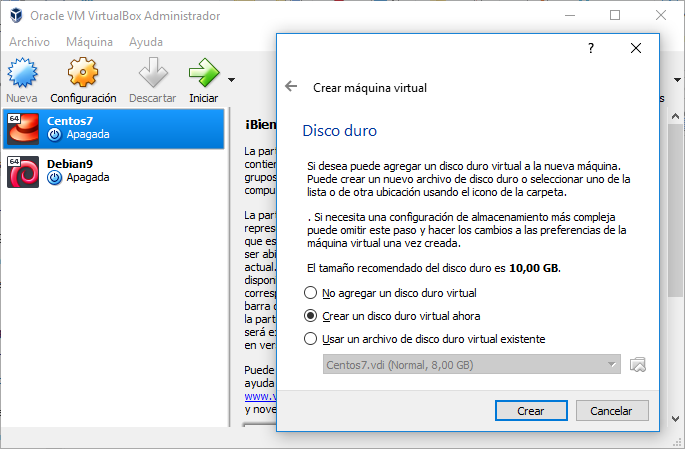 Oracle VM VirtualBox Administrador
Archivo Máquina Ayuda
Nueva Configuración Descartar Iniciar
64 Centos7
Apagada
64 Debian9
Apagada
¡Bien
La part
contien
grupos
compu
La part
repres
que es
ser abi
actual.
dispon
corresp
barra d
la part
será e
en ver
Puede
ayuda
www.v
y nove
s
?
Crear máquina virtual
Disco duro
Si desea puede agregar un disco duro virtual a la nueva máquina.
Puede crear un nuevo archivo de disco duro o seleccionar uno de la
lista o de otra ubicación usando el icono de la carpeta.
. Si necesita una configuración de almacenamiento más compleja
puede omitir este paso y hacer los cambios a las preferencias de la
máquina virtual una vez creada.
El tamaño recomendado del disco duro es 10,00 GB.
No agregar un disco duro virtual
Crear un disco duro virtual ahora
Usar un archivo de disco duro virtual existente
Centos7.vdi (Normal, 8,00 GB)
Crear Cancelar